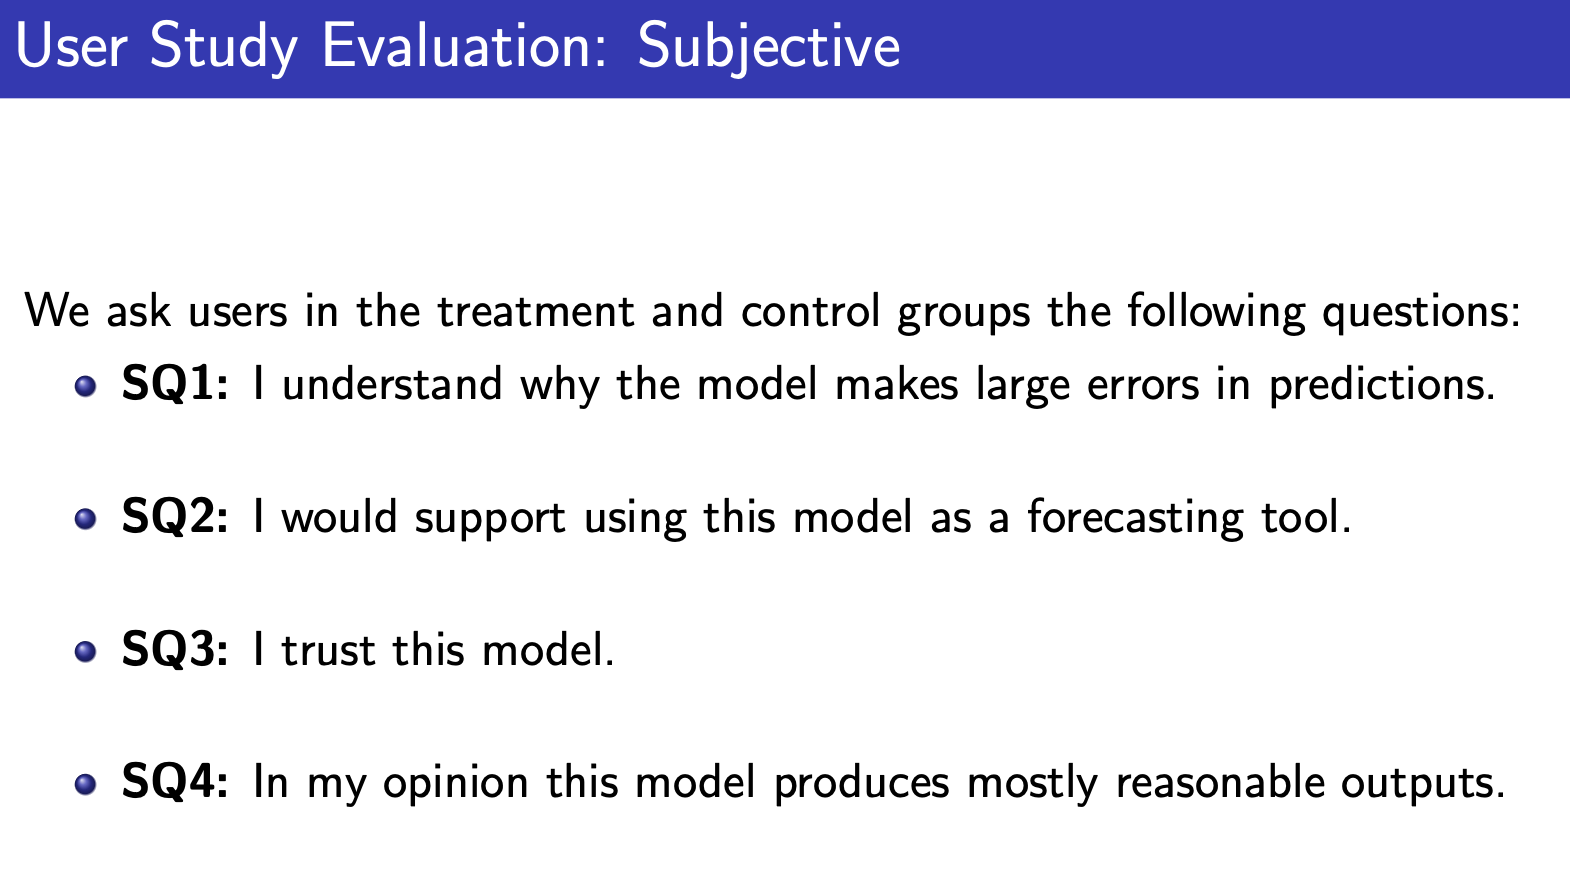 User Study Evaluation: Subjective
We ask users in the treatment and control groups the following questions:
SQ1: I understand why the model makes large errors in predictions.
SQ2: I would support using this model as a forecasting tool.
SQ3: I trust this model.
SQ4: In my opinion this model produces mostly reasonable outputs.